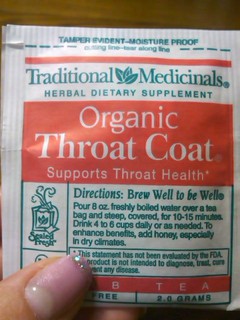 TAMPER EVIDENT-MOISTURE PROOF
cutting line-tear along line
Traditional Medicinals®
HERBAL DIETARY SUPPLEMENT
Organic
Throat Coat®
Supports Throat Health*
Directions: Brew Well to be Well®
Pour 8 oz. freshly boiled water over a tea
bag and steep, covered, for 10-15 minutes.
Drink 4 to 6 cups daily or as needed. To
enhance benefits, add honey, especially
in dry climates.
Sealed
Fresh
*This statement has not been evaluated by the FDA.
product is not intended to diagnose, treat, cure
vent any disease.
B TEA
FREE
2.0 GRAMS